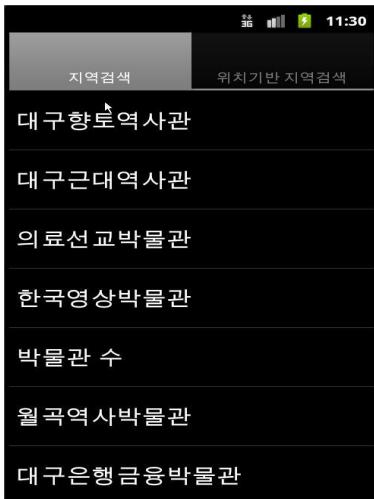 3G 11:30
지역검색 위치기반 지역검색
대구향토역사관
대구근대역사관
의료선교박물관
한국영상박물관
박물관 수
월곡역사박물관
대구은행금융박물관